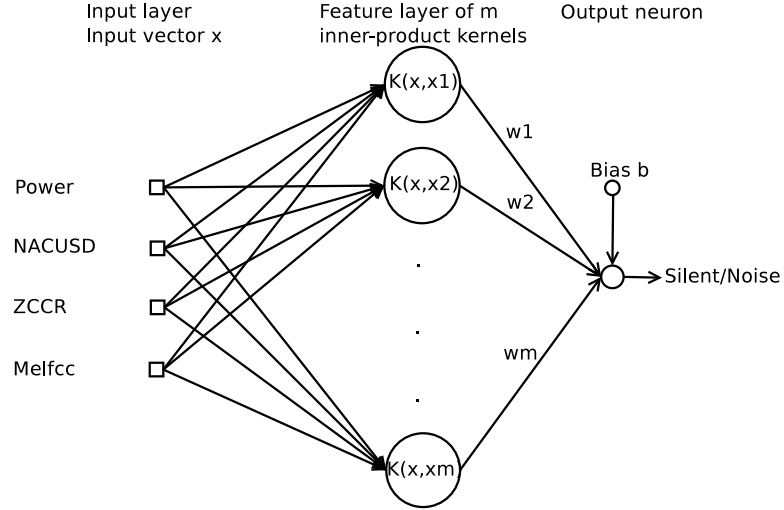 Input layer
Input vector x
Feature layer of m
inner-product kernels
Output neuron
K(x,x1)
w1
Bias b
Power
K(x,x2)
w2
NACUSD
Silent/Noise
ZCCR
wm
Melfcc
K(x,xm